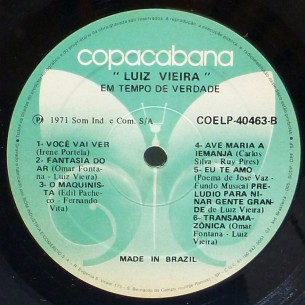 copacabana
" LUIZ VIEIRA "
EM TEMPO DE VERDADE
℗ 1971 Som Ind. e Com. S/A
COELP-40463-B
1- VOCÊ VAI VER
(Irene Portela)
2- FANTASIA DO
AR (Omar Fonta-
na - Luiz Vieira)
3- O MAQUINIS-
TA (Edil Pache-
co - Fernando
Vita)
4- AVE MARIA A
IEMANJA (Carlos
Silva - Ruy Pires)
5- EU TE AMO
(Poema de José Vaz -
Fundo Musical PRE-
LUDIO PARA NI-
NAR GENTE GRAN-
DE de Luiz Vieira)
6- TRANSAMA-
ZÔNICA (Omar
Fontana - Luiz
Vieira)
MADE IN BRAZIL